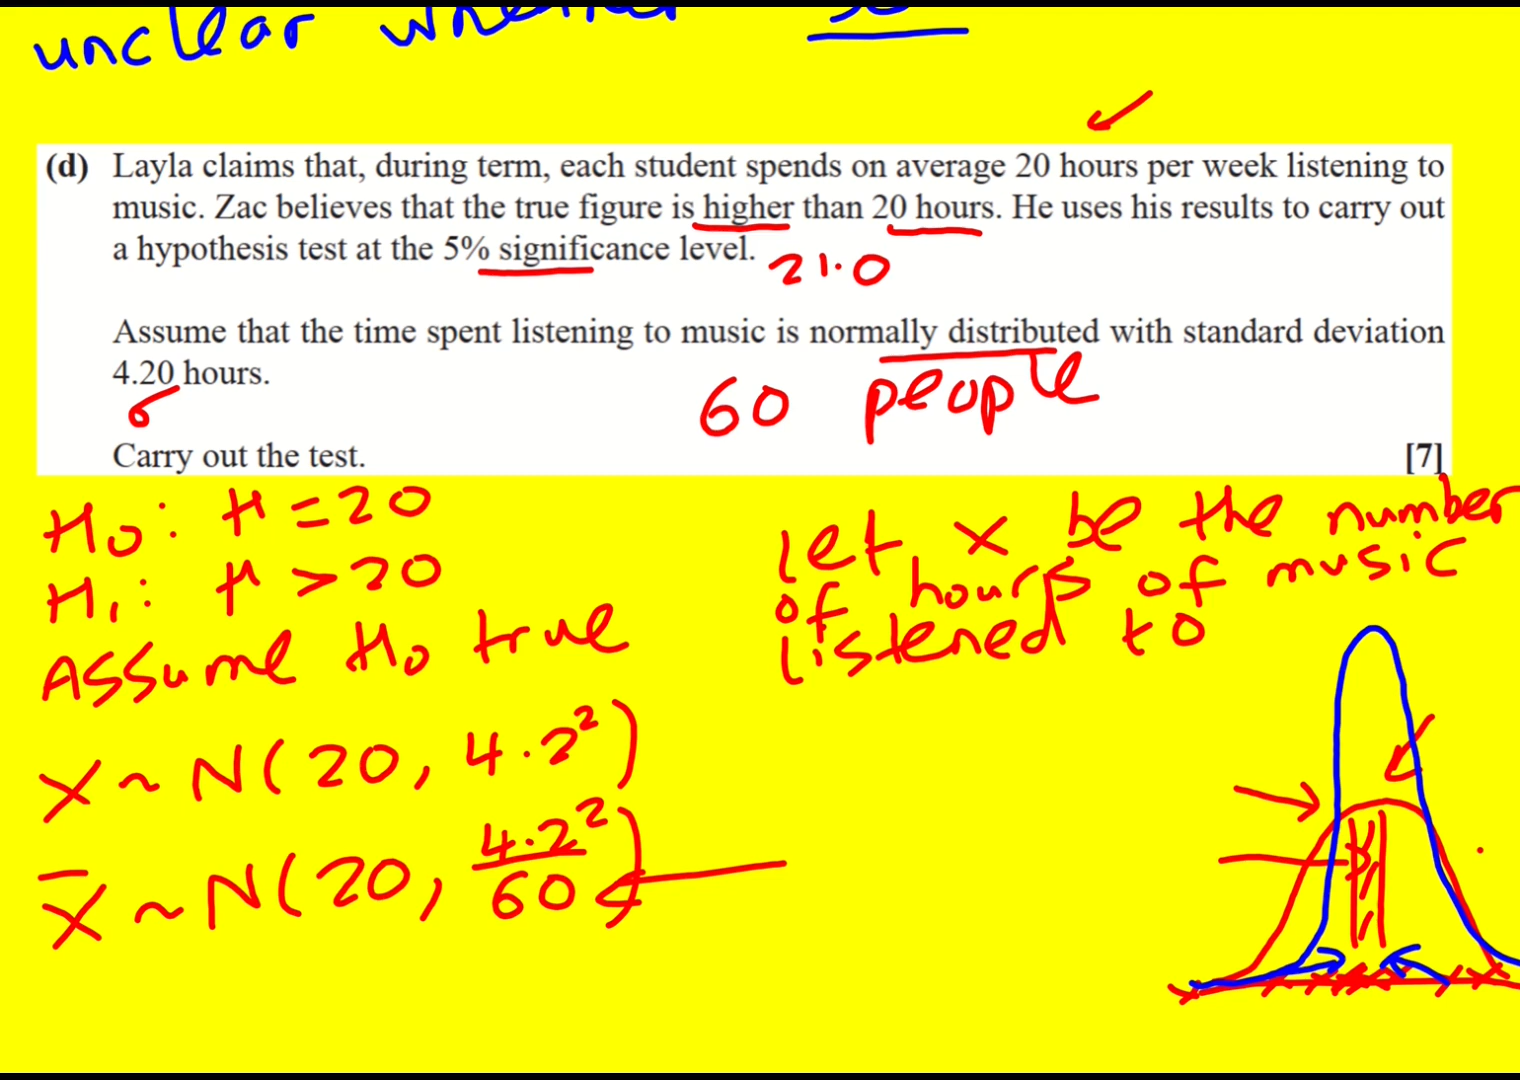 unclear
(d) Layla claims that, during term, each student spends on average 20 hours per week listening to
music. Zac believes that the true figure is higher than 20 hours. He uses his results to carry out
a hypothesis test at the 5% significance level.
21.0
Assume that the time spent listening to music is normally distributed with standard deviation
4.20 hours.
σ
60 people
Carry out the test.
[7]
H₀: μ = 20
H₁: μ > 20
Assume H₀ true
X ~ N(20, 4.2²)
X̄ ~ N(20, 4.2²/60)
let x be the number
of hours of music
listened to